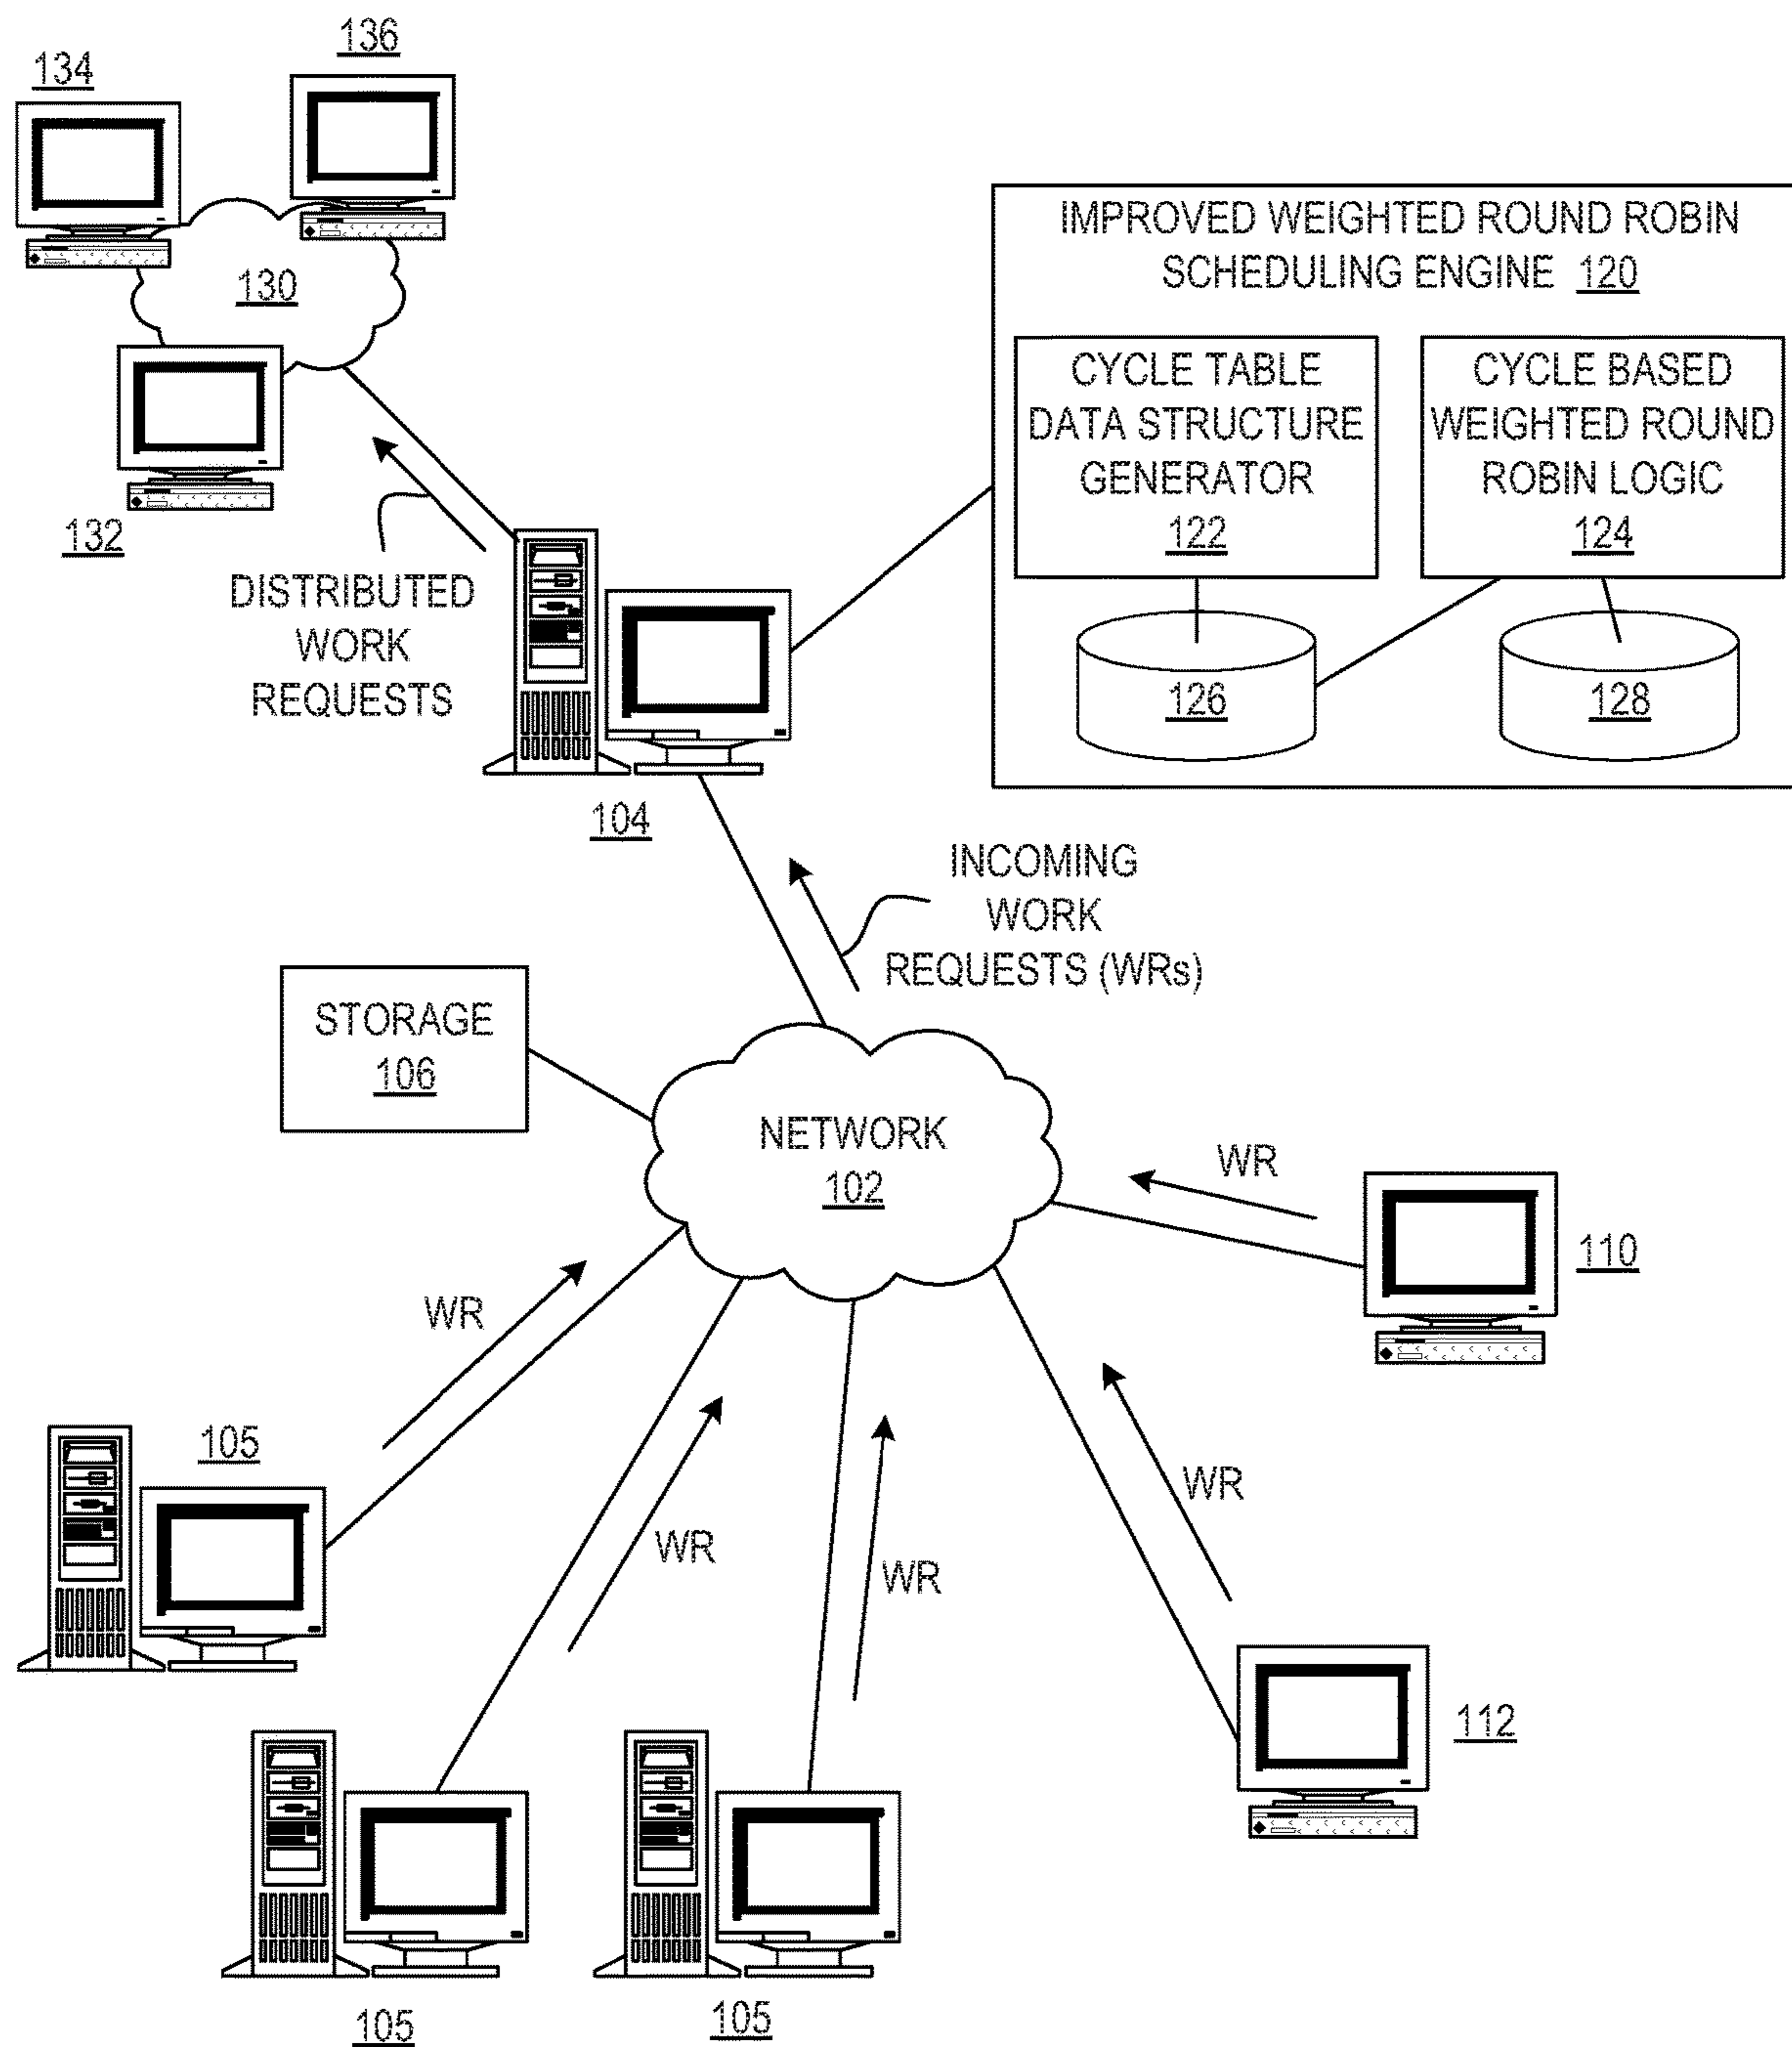 136
134
130
132
DISTRIBUTED
WORK
REQUESTS
104
IMPROVED WEIGHTED ROUND ROBIN
SCHEDULING ENGINE 120
CYCLE TABLE
DATA STRUCTURE
GENERATOR
122
CYCLE BASED
WEIGHTED ROUND
ROBIN LOGIC
124
126
128
INCOMING
WORK
REQUESTS (WRs)
STORAGE
106
NETWORK
102
WR
110
WR
105
WR
WR
WR
112
105
105